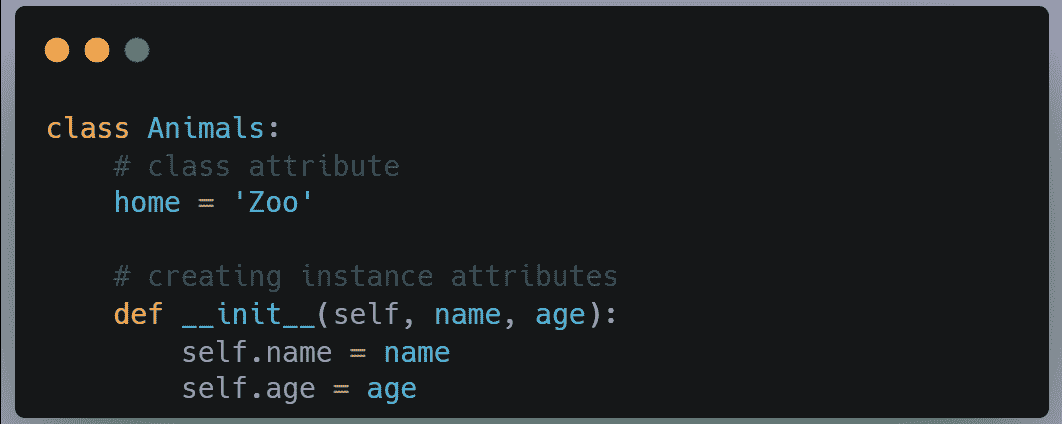 class Animals:
    # class attribute
    home = 'Zoo'

    # creating instance attributes
    def __init__(self, name, age):
        self.name = name
        self.age = age